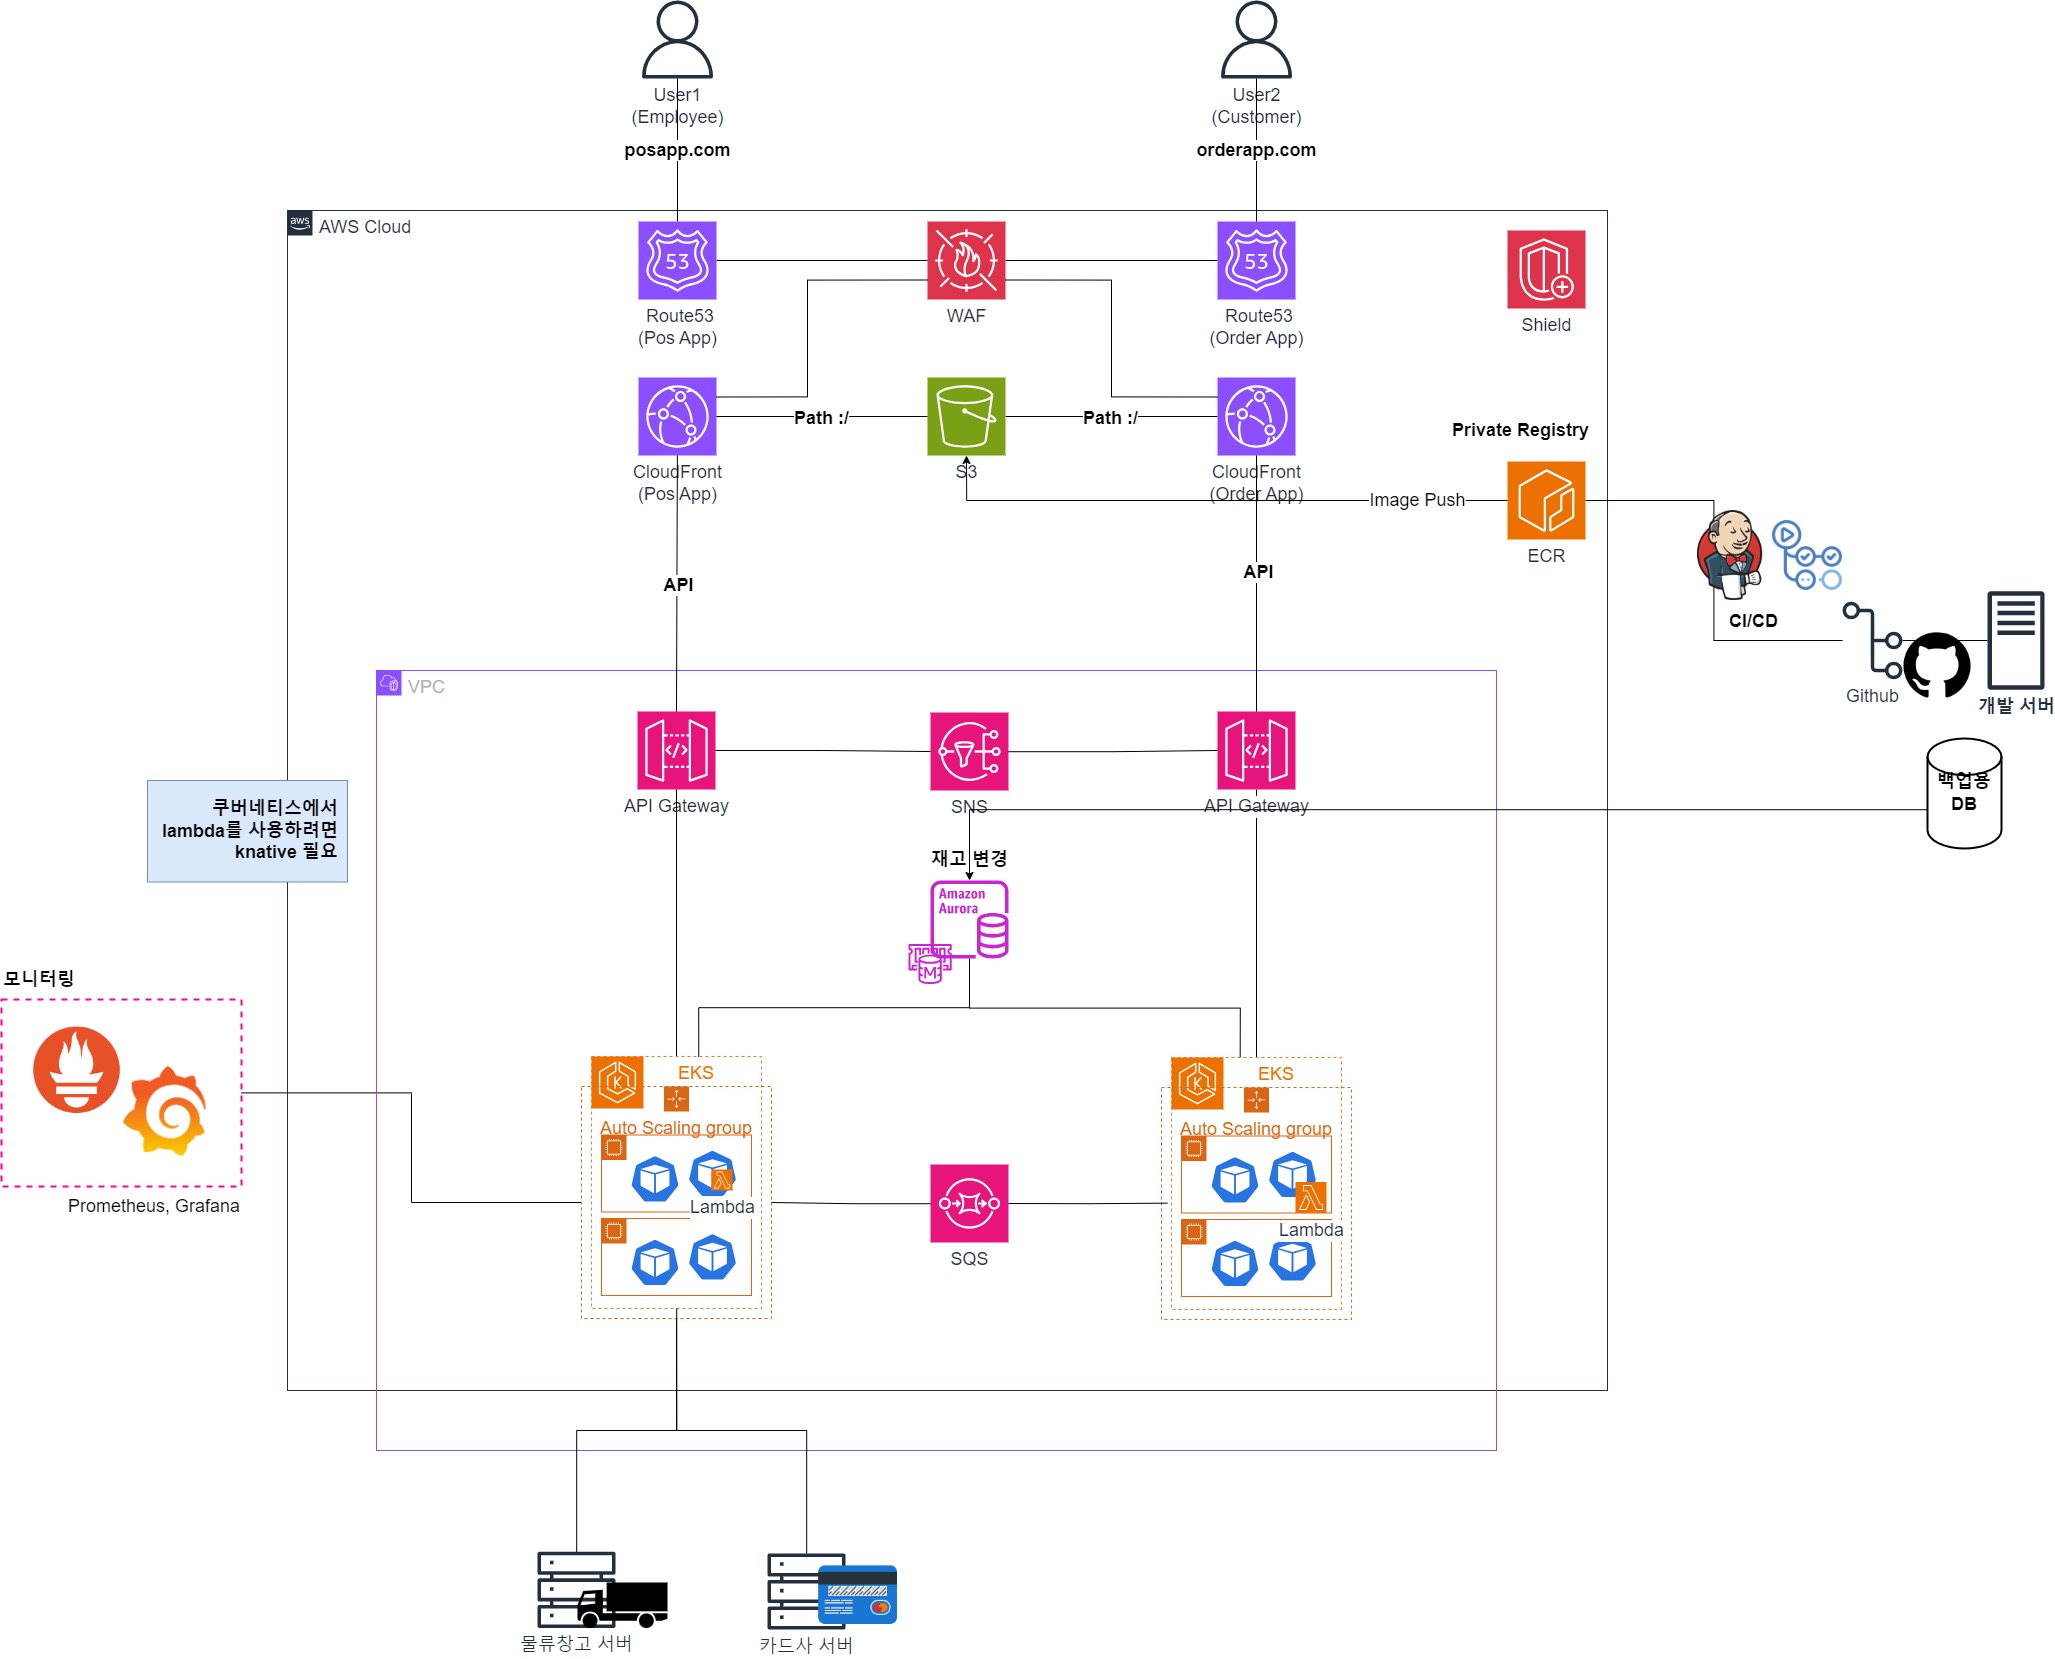 User1
(Employee)
posapp.com
User2
(Customer)
orderapp.com
aws
AWS Cloud
53
Route53
(Pos App)
WAF
53
Route53
(Order App)
Shield
CloudFront
(Pos App)
Path :/
S3
Path :/
CloudFront
(Order App)
Private Registry
Image Push
ECR
API
API
CI/CD
Github
개발 서버
VPC
API Gateway
SNS
API Gateway
백업용
DB
쿠버네티스에서
lambda를 사용하려면
knative 필요
재고 변경
Amazon
Aurora
M
모니터링
Prometheus, Grafana
K
EKS
Auto Scaling group
Lambda
SQS
K
EKS
Auto Scaling group
Lambda
물류창고 서버
카드사 서버